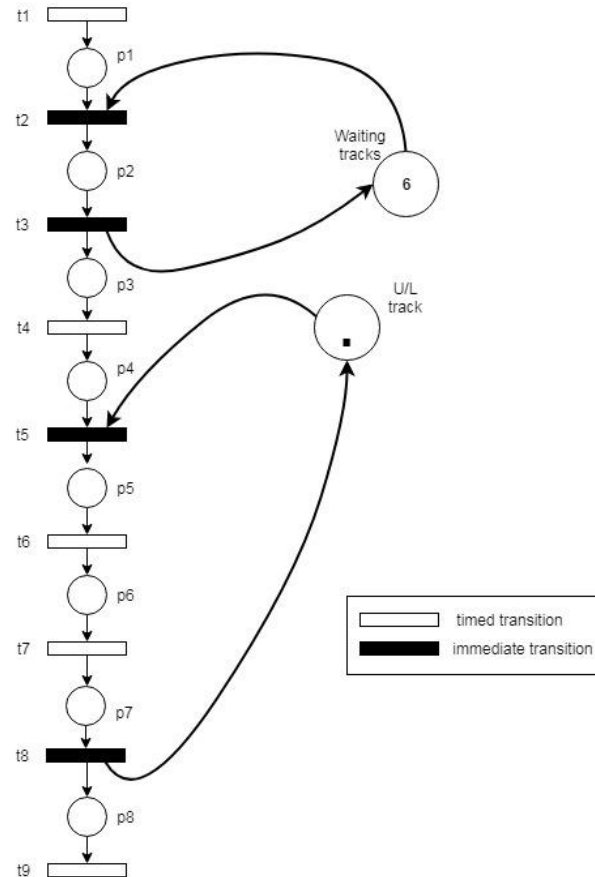 t1
p1
t2
Waiting
tracks
p2
6
t3
p3
U/L
track
t4
p4
t5
p5
t6
p6
timed transition
t7
immediate transition
p7
t8
p8
t9